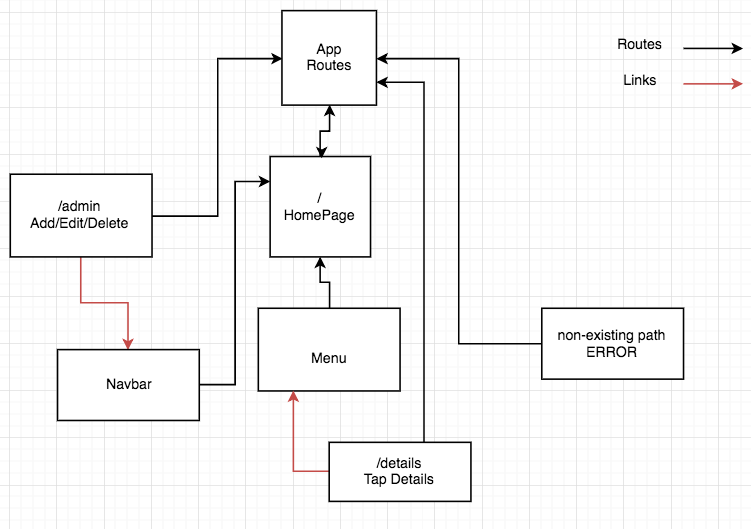 App
Routes
Routes
Links
/admin
Add/Edit/Delete
/
HomePage
Navbar
Menu
non-existing path
ERROR
/details
Tap Details